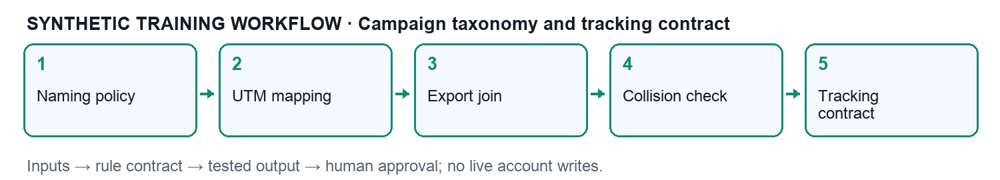 SYNTHETIC TRAINING WORKFLOW · Campaign taxonomy and tracking contract
1
Naming policy
2
UTM mapping
3
Export join
4
Collision check
5
Tracking
contract
Inputs → rule contract → tested output → human approval; no live account writes.